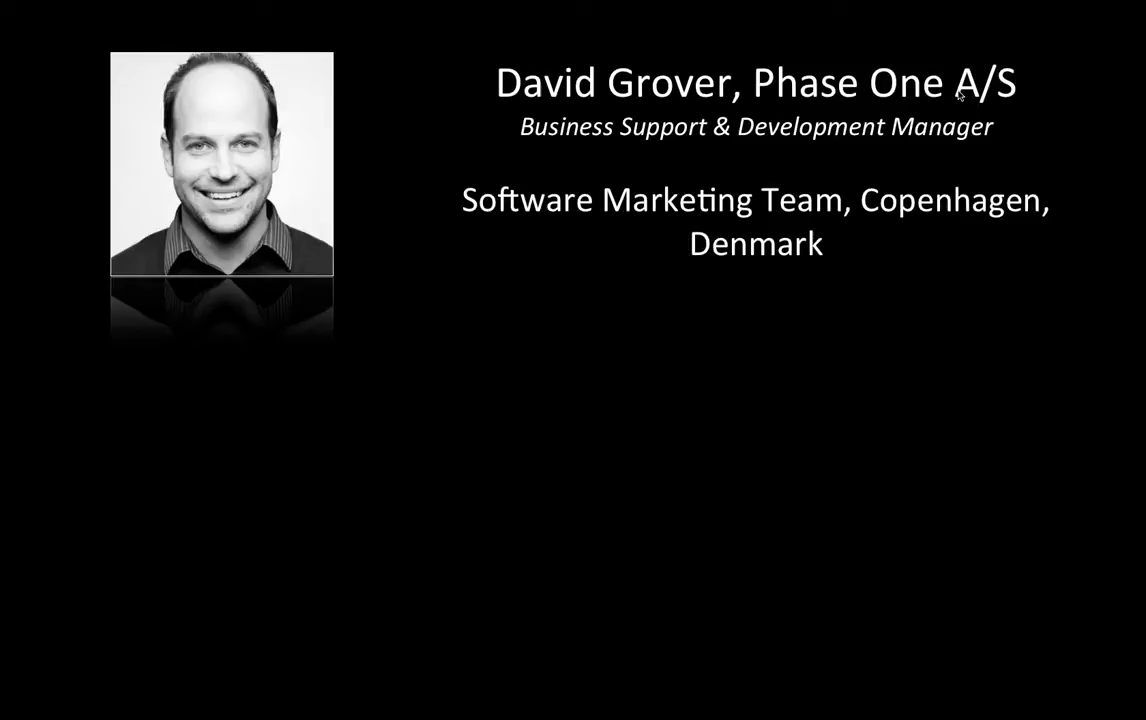 David Grover, Phase One A/S
Business Support & Development Manager
Software Marketing Team, Copenhagen,
Denmark